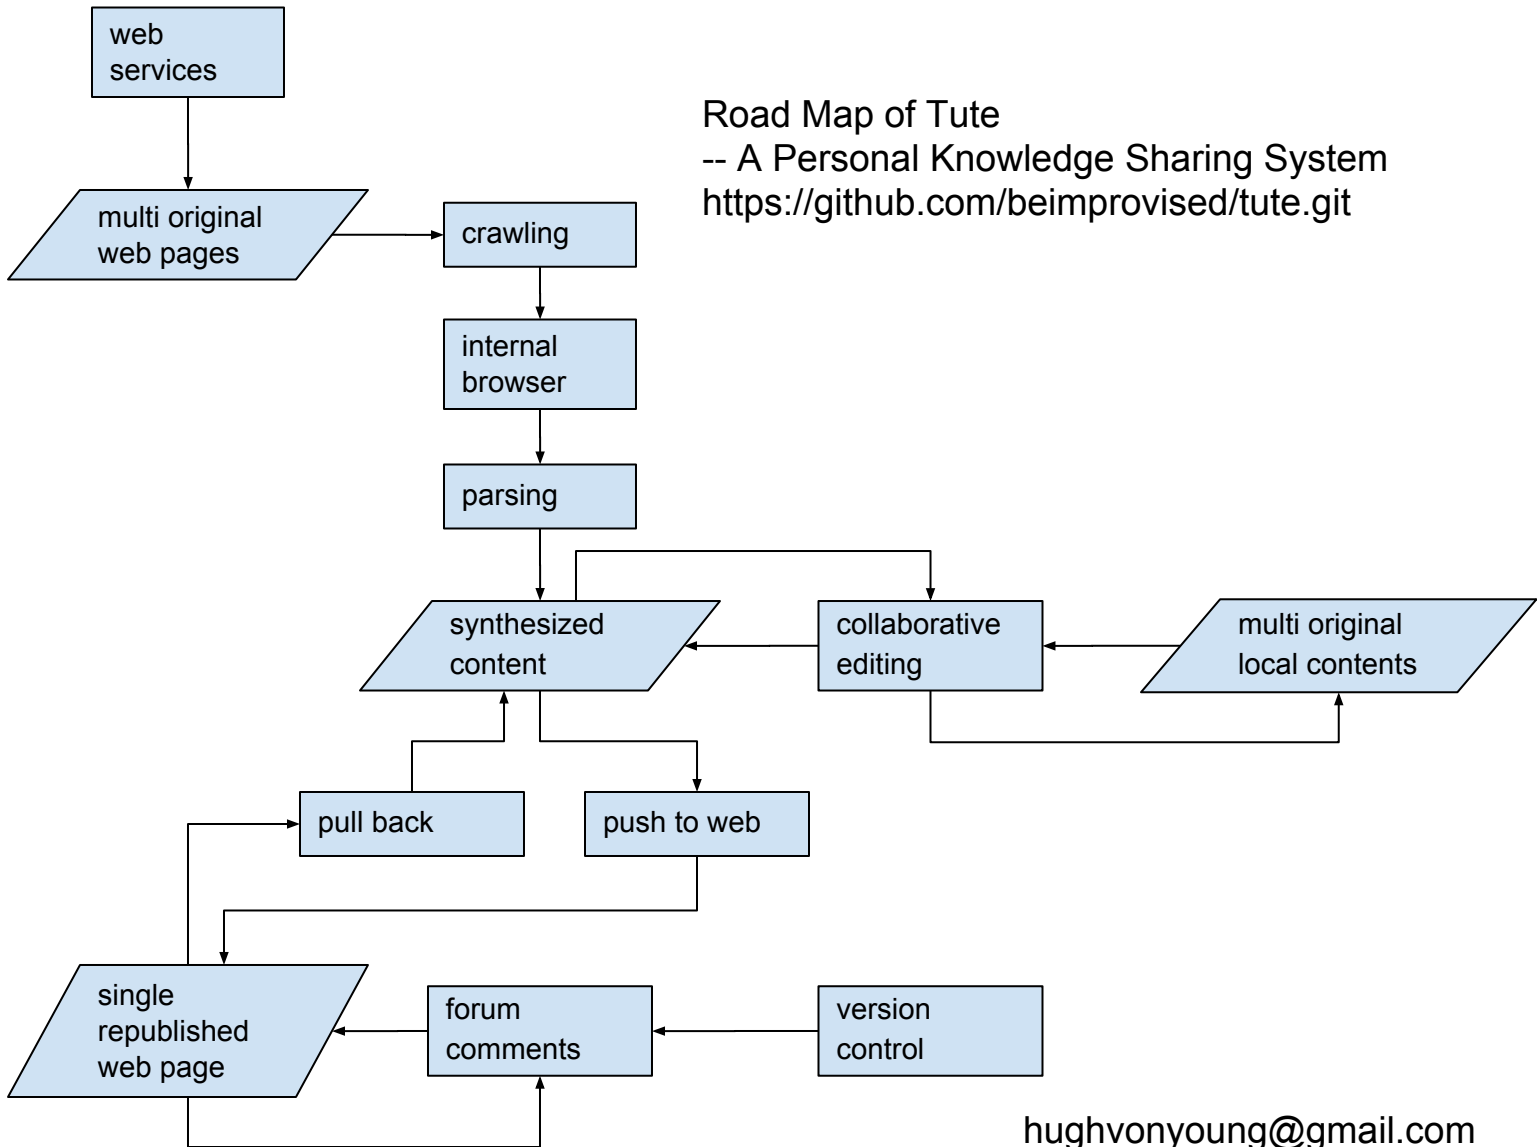 web
services
Road Map of Tute
-- A Personal Knowledge Sharing System
https://github.com/beimprovised/tute.git
multi original
web pages
crawling
internal
browser
parsing
synthesized
content
collaborative
editing
multi original
local contents
pull back
push to web
single
republished
web page
forum
comments
version
control
hughvonyoung@gmail.com